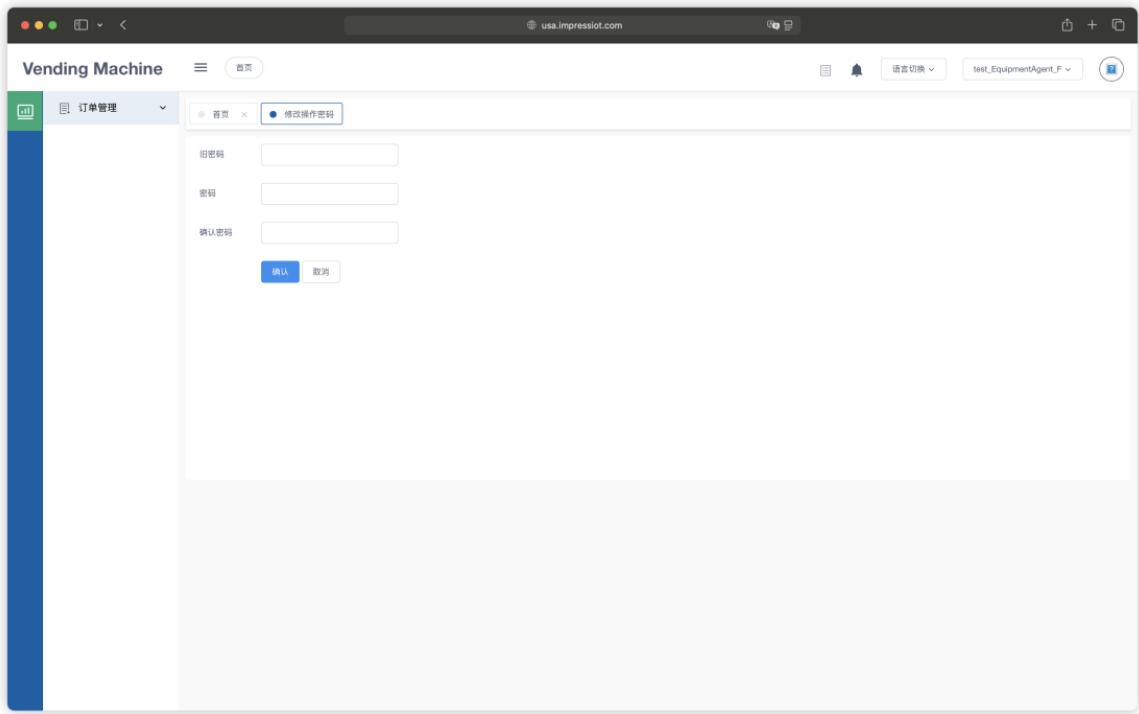 usa.impressiot.com
Vending Machine
首页
语言切换
test_EquipmentAgent_F
订单管理
首页
修改操作密码
旧密码
密码
确认密码
确认
取消